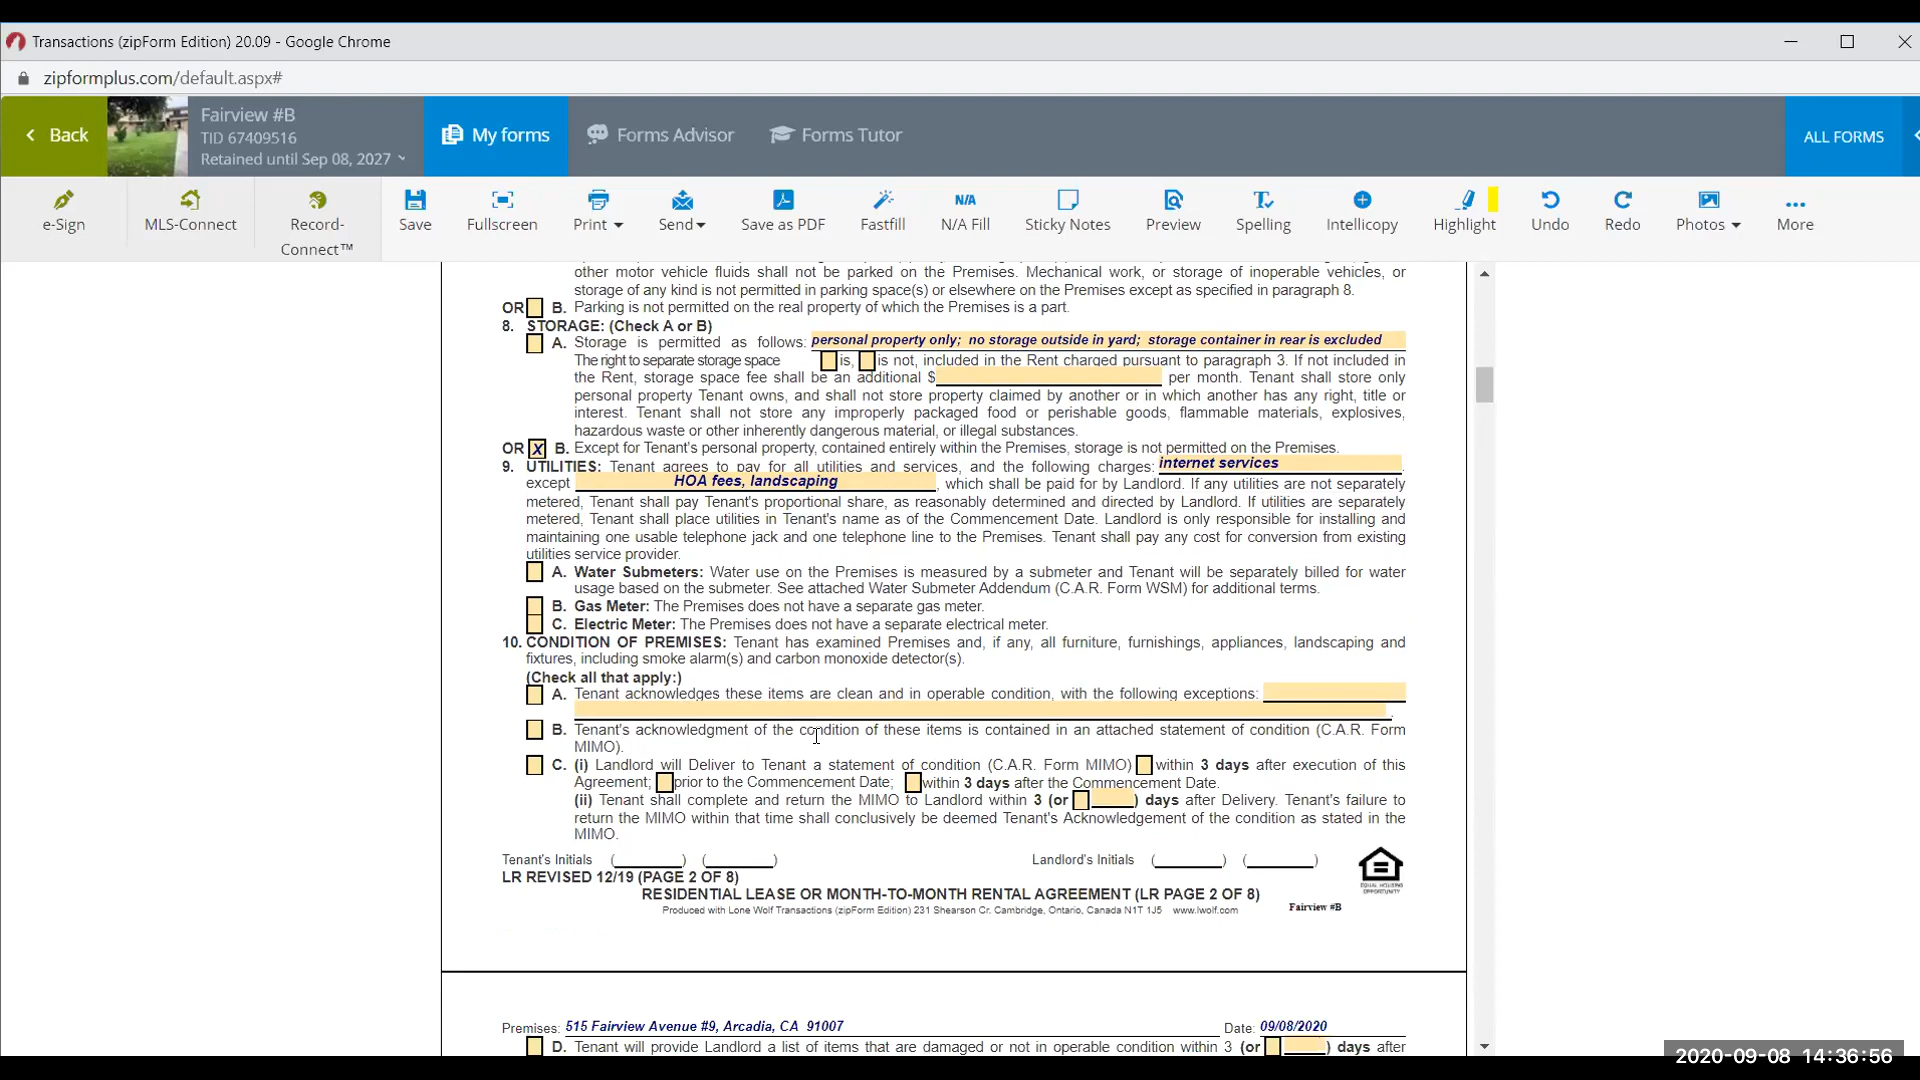 Transactions (zipForm Edition) 20.09 - Google Chrome
zipformplus.com/default.aspx#
Back
Fairview #B
TID 67409516
Retained until Sep 08, 2027
My forms
Forms Advisor
Forms Tutor
ALL FORMS
e-Sign
MLS-Connect
Record-
Connect™
Save
Fullscreen
Print
Send
Save as PDF
Fastfill
N/A
N/A Fill
Sticky Notes
Preview
Spelling
Intellicopy
Highlight
Undo
Redo
Photos
More
other motor vehicle fluids shall not be parked on the Premises. Mechanical work, or storage of inoperable vehicles, or
storage of any kind is not permitted in parking space(s) or elsewhere on the Premises except as specified in paragraph 8.
OR B. Parking is not permitted on the real property of which the Premises is a part.
8. STORAGE: (Check A or B)
A. Storage is permitted as follows: personal property only; no storage outside in yard; storage container in rear is excluded
The right to separate storage space is, is not, included in the Rent charged pursuant to paragraph 3. If not included in
the Rent, storage space fee shall be an additional $ per month. Tenant shall store only
personal property Tenant owns, and shall not store property claimed by another or in which another has any right, title or
interest. Tenant shall not store any improperly packaged food or perishable goods, flammable materials, explosives,
hazardous waste or other inherently dangerous material, or illegal substances.
OR X B. Except for Tenant's personal property, contained entirely within the Premises, storage is not permitted on the Premises.
9. UTILITIES: Tenant agrees to pay for all utilities and services, and the following charges: internet services
except HOA fees, landscaping , which shall be paid for by Landlord. If any utilities are not separately
metered, Tenant shall pay Tenant's proportional share, as reasonably determined and directed by Landlord. If utilities are separately
metered, Tenant shall place utilities in Tenant's name as of the Commencement Date. Landlord is only responsible for installing and
maintaining one usable telephone jack and one telephone line to the Premises. Tenant shall pay any cost for conversion from existing
utilities service provider.
A. Water Submeters: Water use on the Premises is measured by a submeter and Tenant will be separately billed for water
usage based on the submeter. See attached Water Submeter Addendum (C.A.R. Form WSM) for additional terms.
B. Gas Meter: The Premises does not have a separate gas meter.
C. Electric Meter: The Premises does not have a separate electrical meter.
10. CONDITION OF PREMISES: Tenant has examined Premises and, if any, all furniture, furnishings, appliances, landscaping and
fixtures, including smoke alarm(s) and carbon monoxide detector(s).
(Check all that apply:)
A. Tenant acknowledges these items are clean and in operable condition, with the following exceptions:
.
B. Tenant's acknowledgment of the condition of these items is contained in an attached statement of condition (C.A.R. Form
MIMO).
C. (i) Landlord will Deliver to Tenant a statement of condition (C.A.R. Form MIMO) within 3 days after execution of this
Agreement; prior to the Commencement Date; within 3 days after the Commencement Date.
(ii) Tenant shall complete and return the MIMO to Landlord within 3 (or ) days after Delivery. Tenant's failure to
return the MIMO within that time shall conclusively be deemed Tenant's Acknowledgement of the condition as stated in the
MIMO.
Tenant's Initials ( ) ( ) Landlord's Initials ( ) ( )
LR REVISED 12/19 (PAGE 2 OF 8)
RESIDENTIAL LEASE OR MONTH-TO-MONTH RENTAL AGREEMENT (LR PAGE 2 OF 8)
Produced with Lone Wolf Transactions (zipForm Edition) 231 Shearson Cr. Cambridge, Ontario, Canada N1T 1J5 www.lwolf.com
Fairview #B
EQUAL HOUSING
OPPORTUNITY
Premises: 515 Fairview Avenue #9, Arcadia, CA 91007 Date: 09/08/2020
D. Tenant will provide Landlord a list of items that are damaged or not in operable condition within 3 (or ) days after
2020-09-08 14:36:56